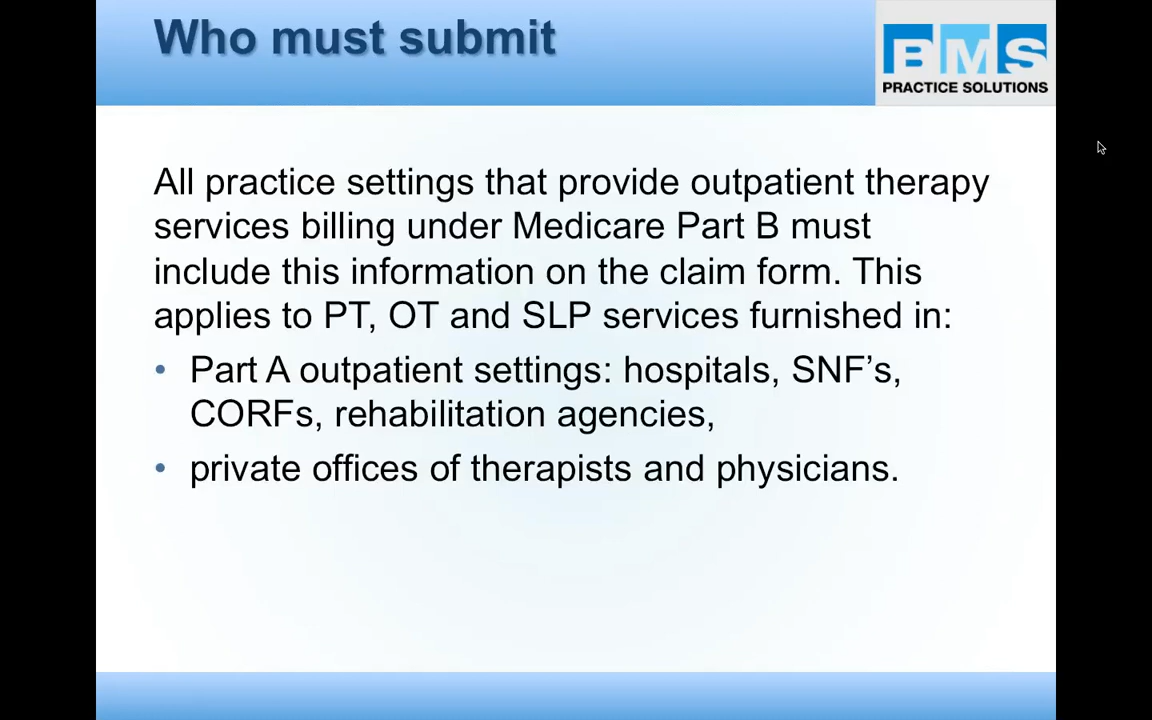 Who must submit
BMS
PRACTICE SOLUTIONS
All practice settings that provide outpatient therapy
services billing under Medicare Part B must
include this information on the claim form. This
applies to PT, OT and SLP services furnished in:
• Part A outpatient settings: hospitals, SNF’s,
CORFs, rehabilitation agencies,
• private offices of therapists and physicians.